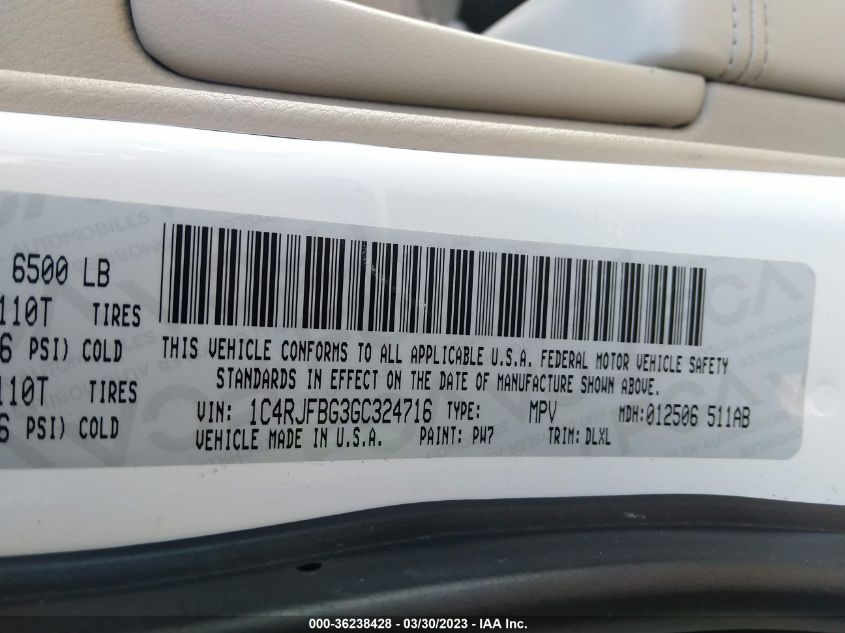 6500 LB
110T TIRES
6 PSI) COLD
110T TIRES
6 PSI) COLD
THIS VEHICLE CONFORMS TO ALL APPLICABLE U.S.A. FEDERAL MOTOR VEHICLE SAFETY
STANDARDS IN EFFECT ON THE DATE OF MANUFACTURE SHOWN ABOVE.
VIN: 1C4RJFBG3GC324716 TYPE: MPV MDH: 012506 511AB
VEHICLE MADE IN U.S.A. PAINT: PW7 TRIM: DLXL
000-36238428 - 03/30/2023 - IAA Inc.